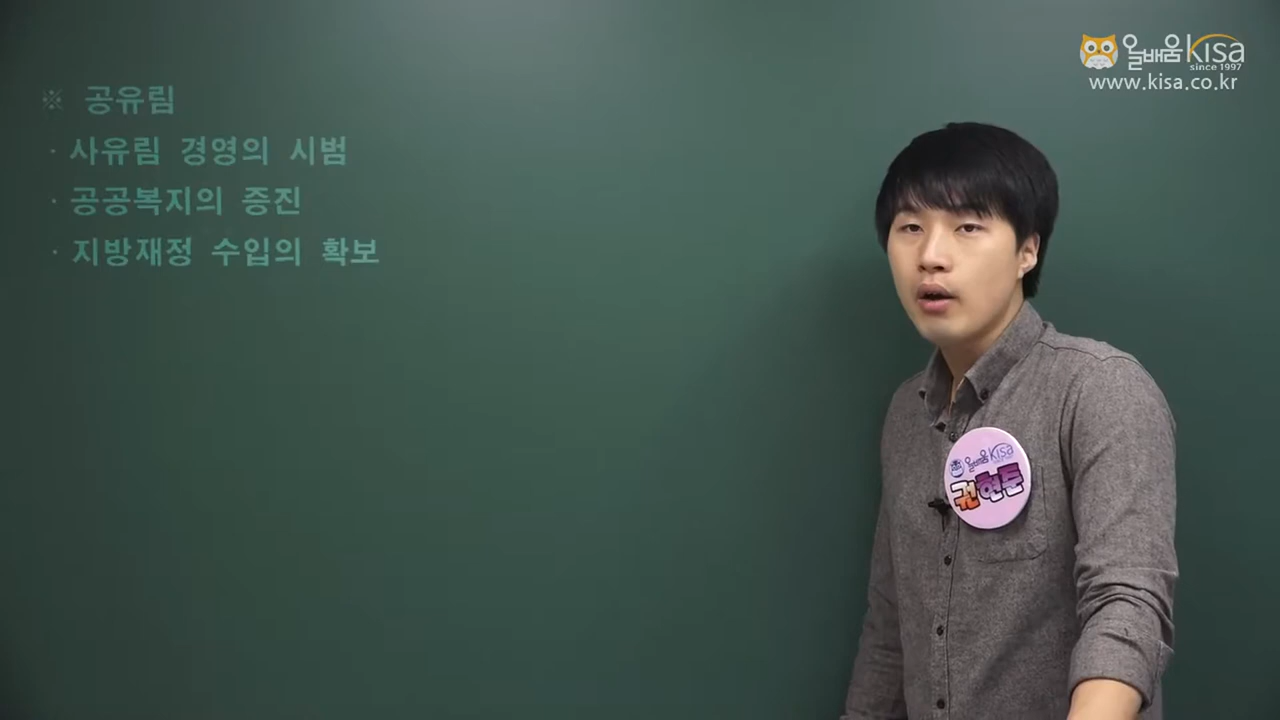 ※ 공유림
· 사유림 경영의 시범
· 공공복지의 증진
· 지방재정 수입의 확보
올배움kisa
since 1997
www.kisa.co.kr
올배움kisa
권현준